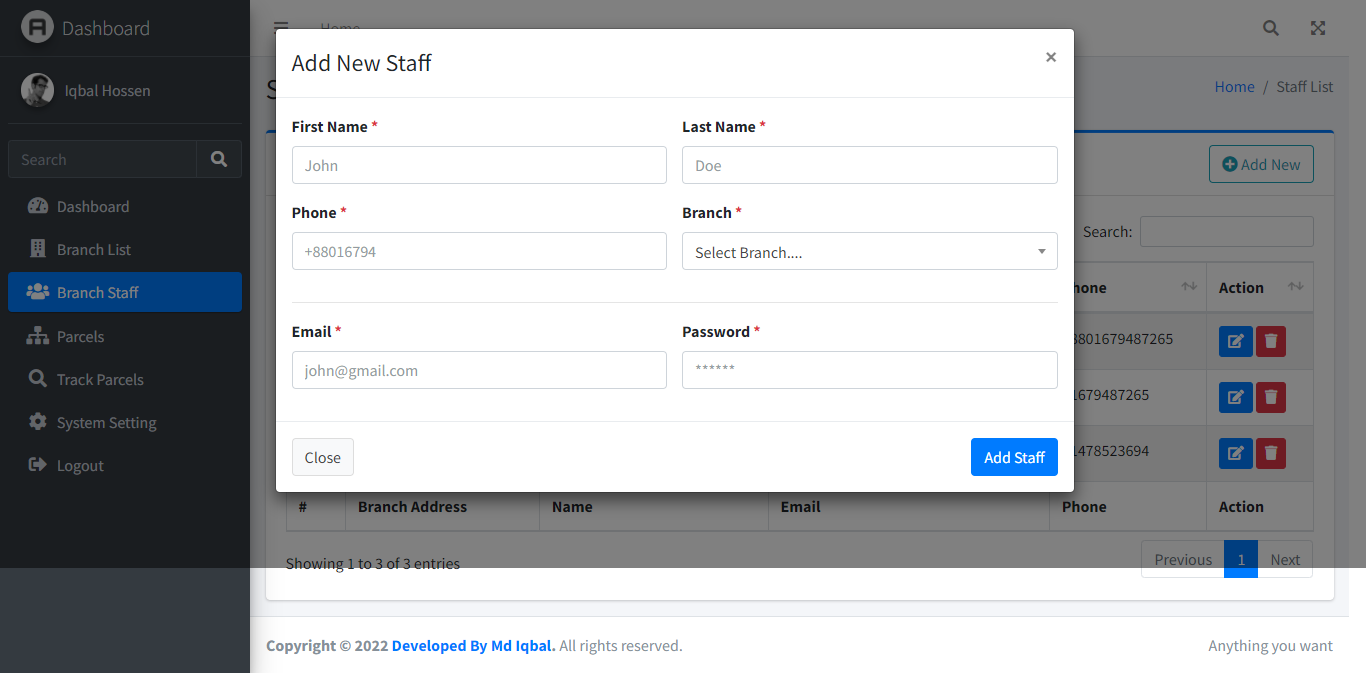 Dashboard
Home
Iqbal Hossen
Search
Dashboard
Branch List
Branch Staff
Parcels
Track Parcels
System Setting
Logout
Add New Staff
×
First Name *
Last Name *
John
Doe
Phone *
Branch *
+88016794
Select Branch....
Email *
Password *
john@gmail.com
******
Close
Add Staff
S
Home / Staff List
Add New
Search:
hone
Action
8801679487265
1679487265
1478523694
# Branch Address Name Email Phone Action
Showing 1 to 3 of 3 entries
Previous 1 Next
Copyright © 2022 Developed By Md Iqbal. All rights reserved.
Anything you want